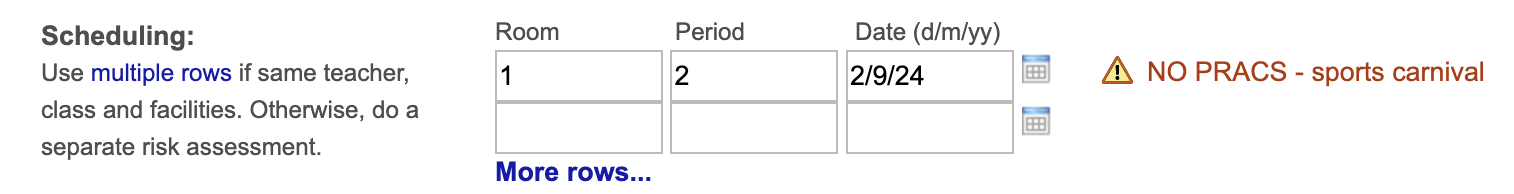 Scheduling:
Use multiple rows if same teacher,
class and facilities. Otherwise, do a
separate risk assessment.
Room Period Date (d/m/yy)
1 2 2/9/24
NO PRACS - sports carnival
More rows...